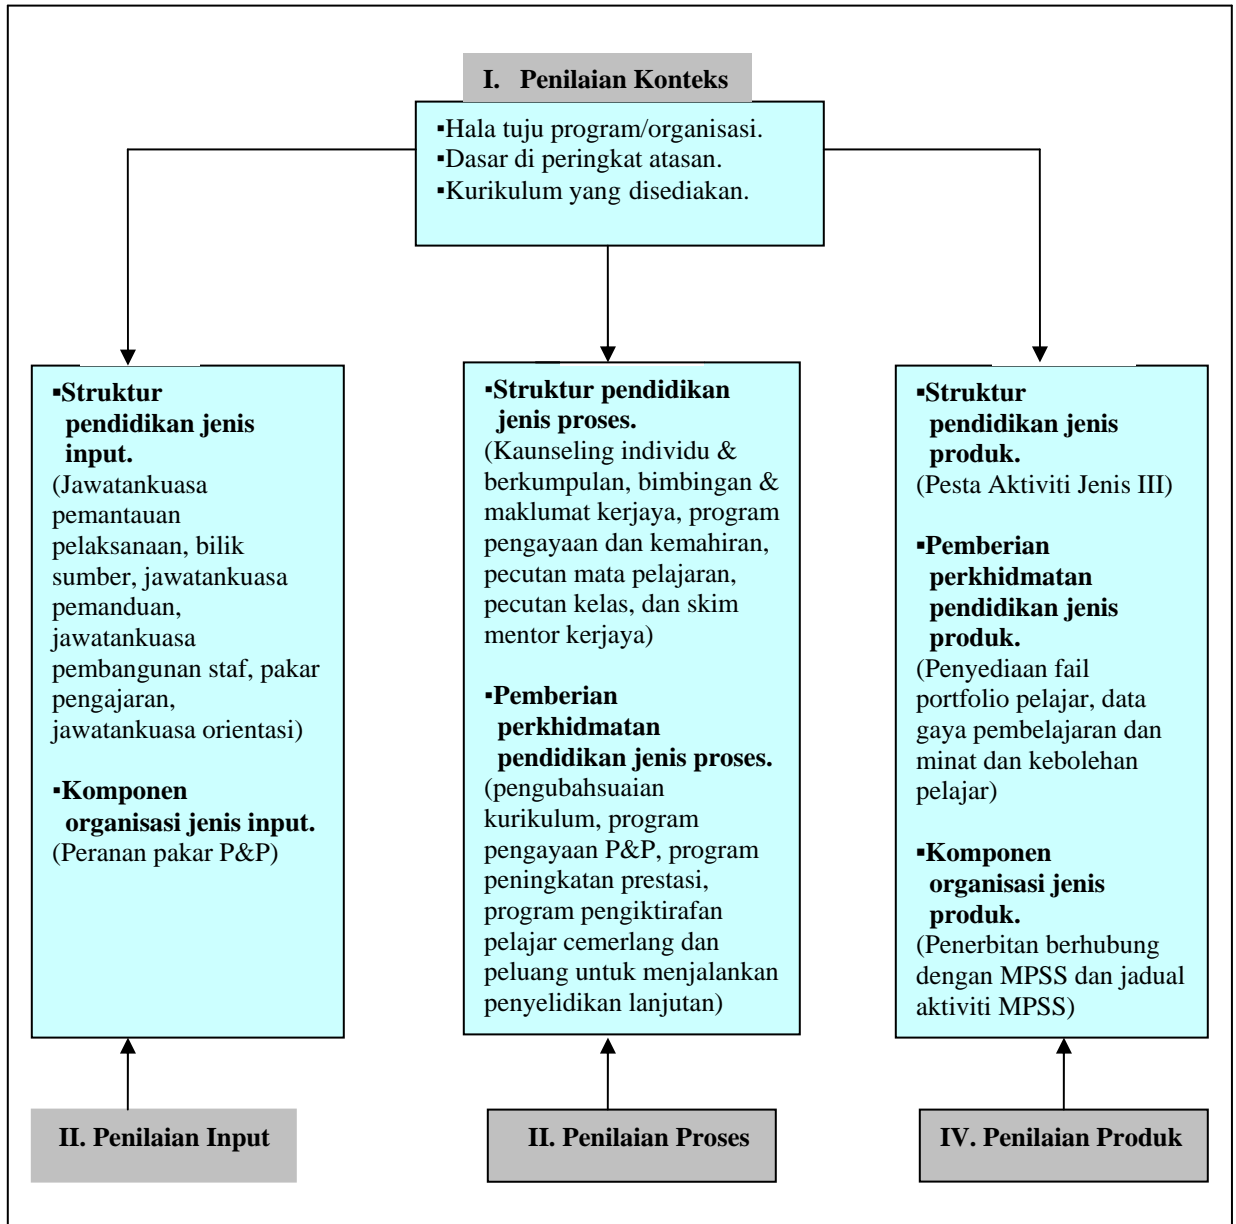 I. Penilaian Konteks
▪Hala tuju program/organisasi.
▪Dasar di peringkat atasan.
▪Kurikulum yang disediakan.
▪Struktur
pendidikan jenis
input.
(Jawatankuasa
pemantauan
pelaksanaan, bilik
sumber, jawatankuasa
pemanduan,
jawatankuasa
pembangunan staf, pakar
pengajaran,
jawatankuasa orientasi)
▪Komponen
organisasi jenis input.
(Peranan pakar P&P)
▪Struktur pendidikan
jenis proses.
(Kaunseling individu &
berkumpulan, bimbingan &
maklumat kerjaya, program
pengayaan dan kemahiran,
pecutan mata pelajaran,
pecutan kelas, dan skim
mentor kerjaya)
▪Pemberian
perkhidmatan
pendidikan jenis proses.
(pengubahsuaian
kurikulum, program
pengayaan P&P, program
peningkatan prestasi,
program pengiktirafan
pelajar cemerlang dan
peluang untuk menjalankan
penyelidikan lanjutan)
▪Struktur
pendidikan jenis
produk.
(Pesta Aktiviti Jenis III)
▪Pemberian
perkhidmatan
pendidikan jenis
produk.
(Penyediaan fail
portfolio pelajar, data
gaya pembelajaran dan
minat dan kebolehan
pelajar)
▪Komponen
organisasi jenis
produk.
(Penerbitan berhubung
dengan MPSS dan jadual
aktiviti MPSS)
II. Penilaian Input
II. Penilaian Proses
IV. Penilaian Produk